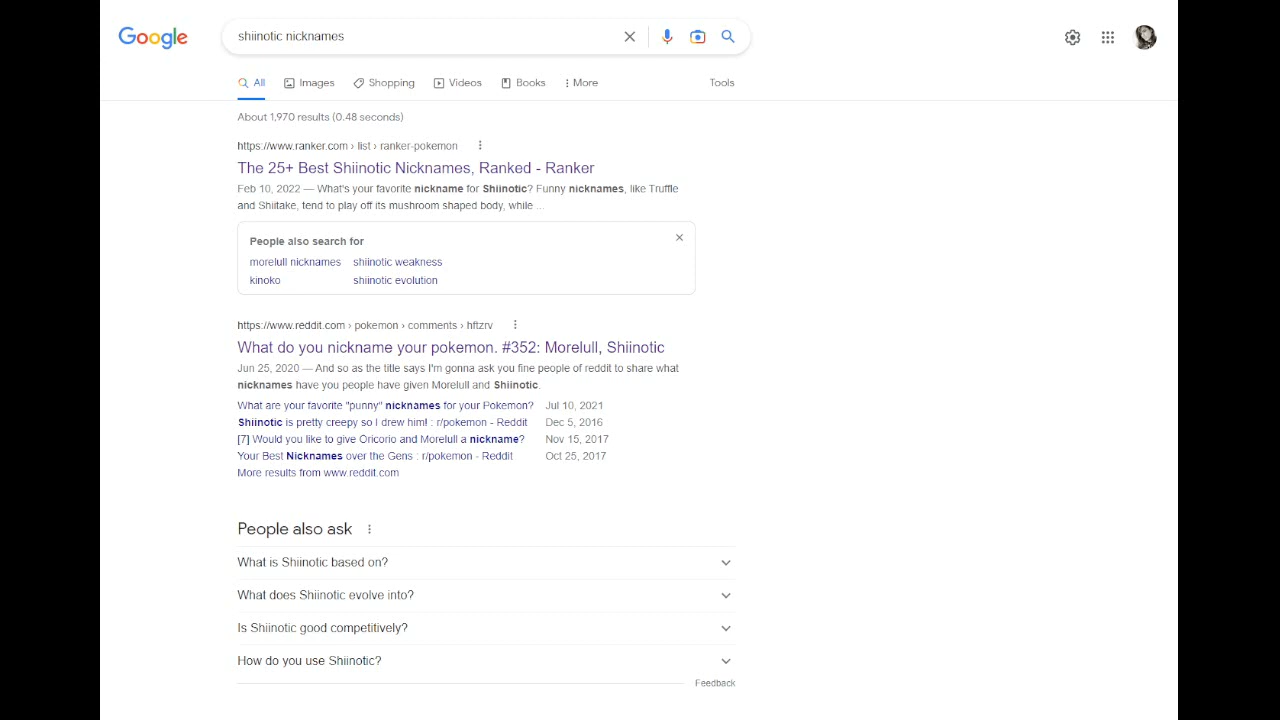 Google
shiinotic nicknames
All Images Shopping Videos Books More Tools
About 1,970 results (0.48 seconds)
https://www.ranker.com › list › ranker-pokemon
The 25+ Best Shiinotic Nicknames, Ranked - Ranker
Feb 10, 2022 — What's your favorite nickname for Shiinotic? Funny nicknames, like Truffle
and Shiitake, tend to play off its mushroom shaped body, while ...
People also search for
morelull nicknames shiinotic weakness
kinoko shiinotic evolution
https://www.reddit.com › pokemon › comments › hftzrv
What do you nickname your pokemon. #352: Morelull, Shiinotic
Jun 25, 2020 — And so as the title says I'm gonna ask you fine people of reddit to share what
nicknames have you people have given Morelull and Shiinotic.
What are your favorite "punny" nicknames for your Pokemon? Jul 10, 2021
Shiinotic is pretty creepy so I drew him! : r/pokemon - Reddit Dec 5, 2016
[7] Would you like to give Oricorio and Morelull a nickname? Nov 15, 2017
Your Best Nicknames over the Gens : r/pokemon - Reddit Oct 25, 2017
More results from www.reddit.com
People also ask
What is Shiinotic based on?
What does Shiinotic evolve into?
Is Shiinotic good competitively?
How do you use Shiinotic?
Feedback